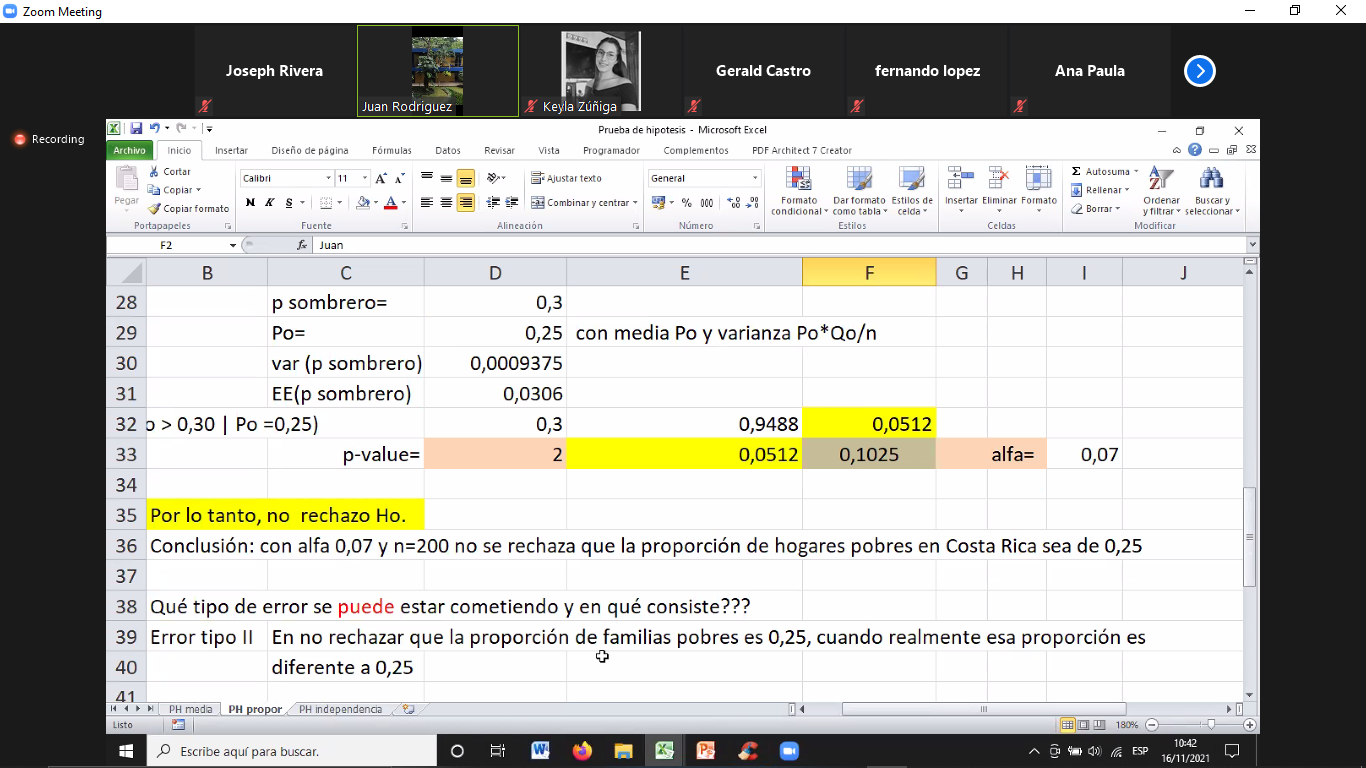 Zoom Meeting
Joseph Rivera
Juan Rodriguez
Keyla Zúñiga
Gerald Castro
fernando lopez
Ana Paula
Recording
Prueba de hipotesis - Microsoft Excel
Archivo Inicio Insertar Diseño de página Fórmulas Datos Revisar Vista Programador Complementos PDF Architect 7 Creator
Pegar
Cortar
Copiar
Copiar formato
Portapapeles
Calibri 11
N K S
Fuente
Ajustar texto
Combinar y centrar
Alineación
General
% 000
Número
Formato condicional
Dar formato como tabla
Estilos de celda
Estilos
Insertar Eliminar Formato
Celdas
Autosuma
Rellenar
Borrar
Ordenar y filtrar
Buscar y seleccionar
Modificar
F2 fx Juan
B C D E F G H I J
28 p sombrero= 0,3
29 Po= 0,25 con media Po y varianza Po*Qo/n
30 var (p sombrero) 0,0009375
31 EE(p sombrero) 0,0306
32 o > 0,30 | Po =0,25) 0,3 0,9488 0,0512
33 p-value= 2 0,0512 0,1025 alfa= 0,07
34
35 Por lo tanto, no rechazo Ho.
36 Conclusión: con alfa 0,07 y n=200 no se rechaza que la proporción de hogares pobres en Costa Rica sea de 0,25
37
38 Qué tipo de error se puede estar cometiendo y en qué consiste???
39 Error tipo II En no rechazar que la proporción de familias pobres es 0,25, cuando realmente esa proporción es
40 diferente a 0,25
41
PH media PH propor PH independencia
Listo 180%
Escribe aquí para buscar.
ESP
10:42
16/11/2021